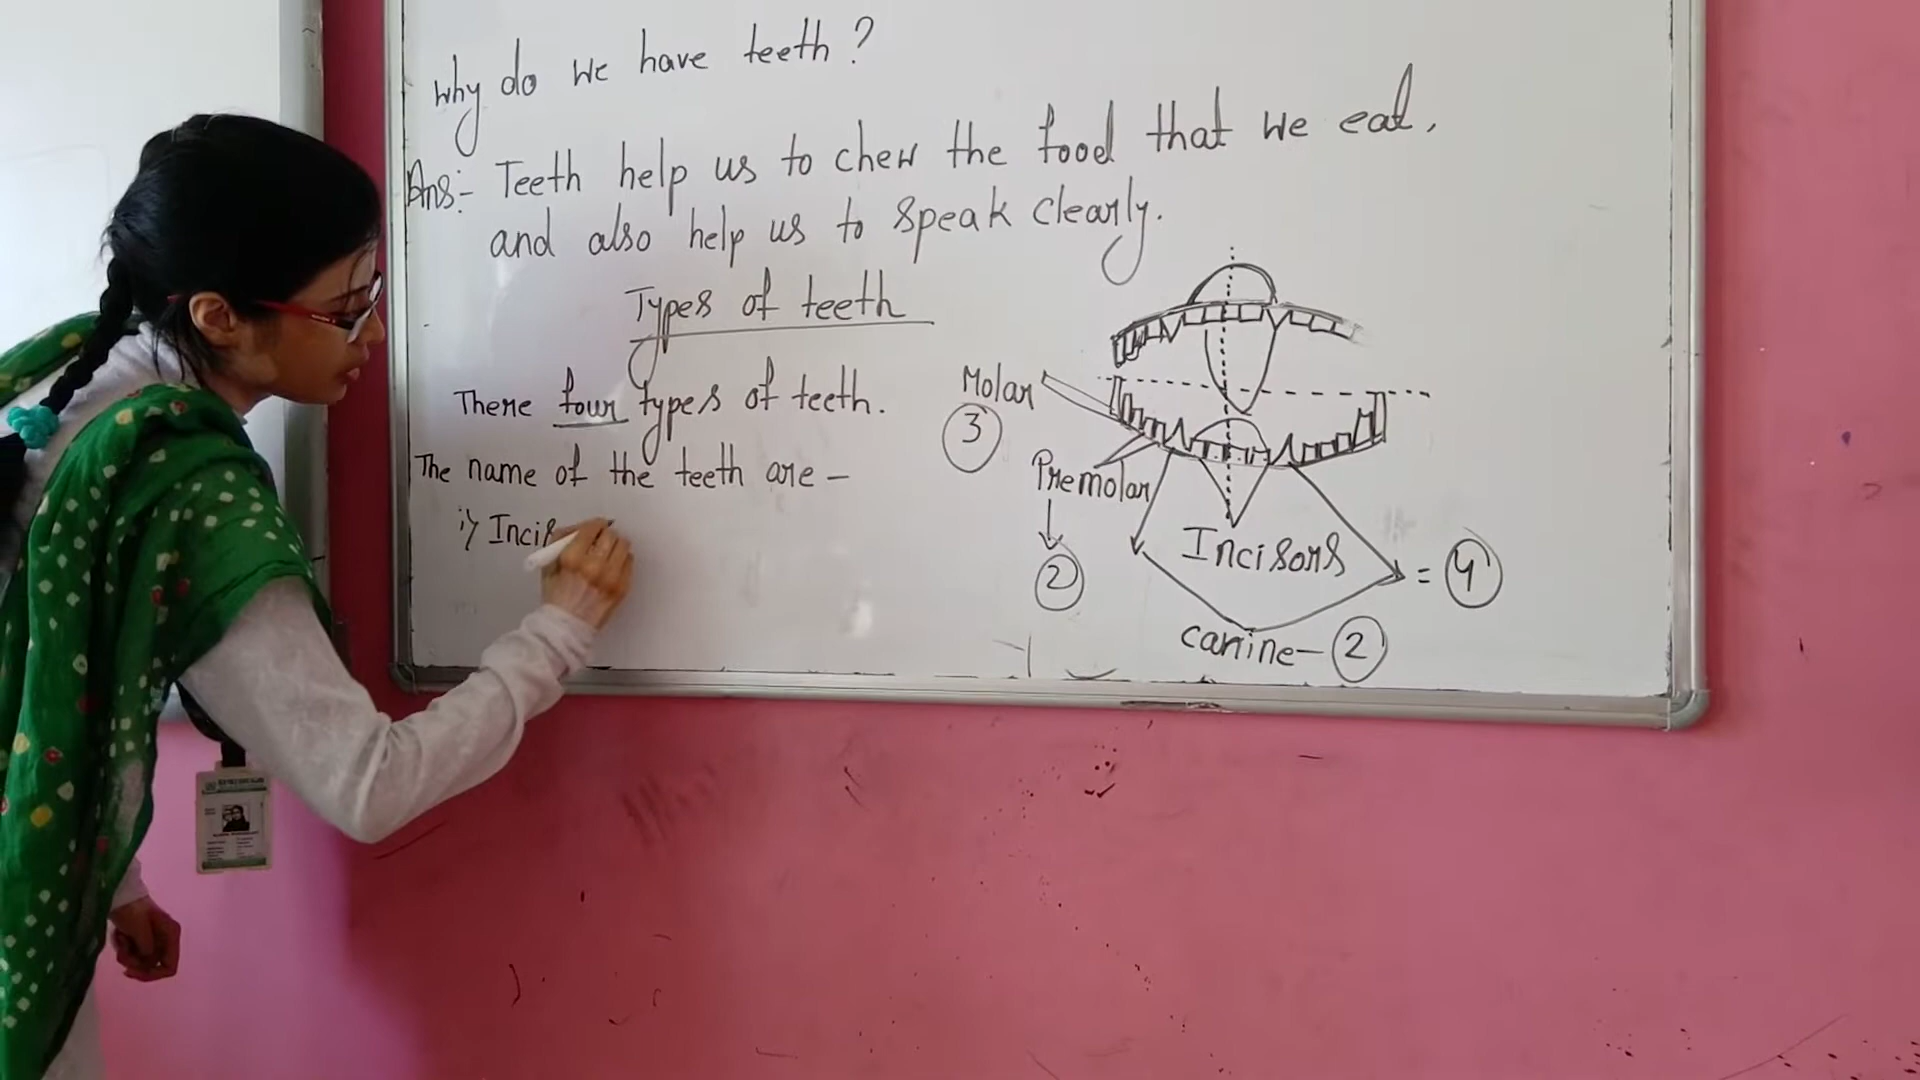 why do we have teeth?
Ans:- Teeth help us to chew the food that we eat.
and also help us to speak clearly.
Types of teeth
There four types of teeth.
The name of the teeth are -
i) Incis
Molar
3
Premolar
2
Incisors = 4
canine - 2